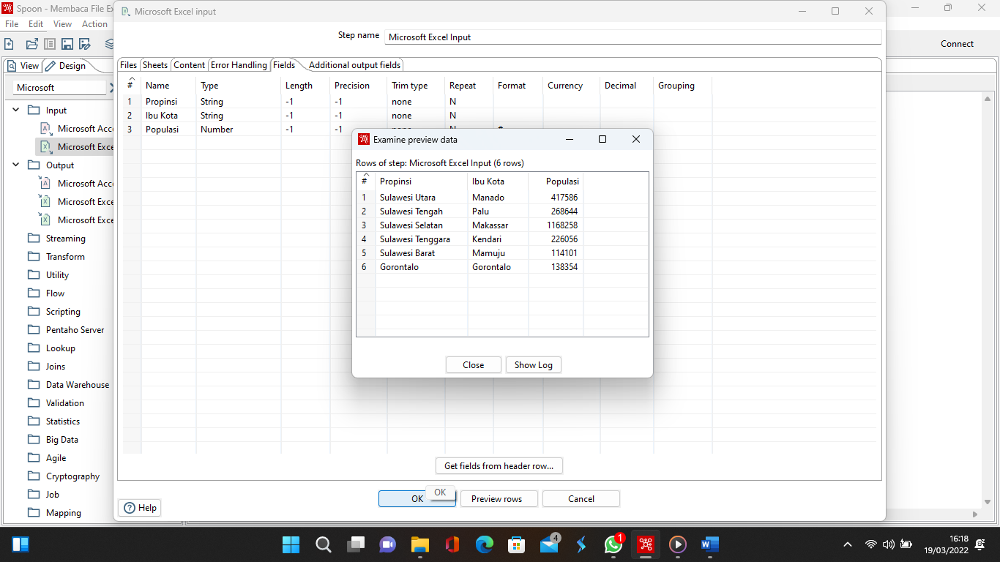 Spoon - Membaca File Ex
Microsoft Excel input
File Edit View Action
Step name Microsoft Excel Input
Connect
View Design
Files Sheets Content Error Handling Fields Additional output fields
Microsoft
# Name Type Length Precision Trim type Repeat Format Currency Decimal Grouping
1 Propinsi String -1 -1 none N
2 Ibu Kota String -1 -1 none N
3 Populasi Number -1 -1
Input
Microsoft Acc
Microsoft Exce
Output
Microsoft Acc
Microsoft Exce
Microsoft Exce
Streaming
Transform
Utility
Flow
Scripting
Pentaho Server
Lookup
Joins
Data Warehouse
Validation
Statistics
Big Data
Agile
Cryptography
Job
Mapping
Examine preview data
Rows of step: Microsoft Excel Input (6 rows)
# Propinsi Ibu Kota Populasi
1 Sulawesi Utara Manado 417586
2 Sulawesi Tengah Palu 268644
3 Sulawesi Selatan Makassar 1168258
4 Sulawesi Tenggara Kendari 226056
5 Sulawesi Barat Mamuju 114101
6 Gorontalo Gorontalo 138354
Close Show Log
Get fields from header row...
OK
OK Preview rows Cancel
Help
4
1
16:18
19/03/2022